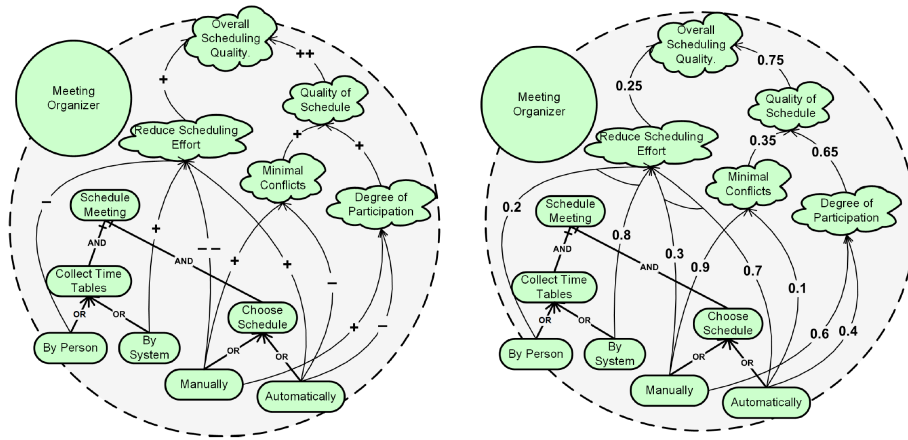 Overall
Scheduling
Quality.
++
+
Meeting
Organizer
Quality of
Schedule
Reduce Scheduling
Effort
+
+
Minimal
Conflicts
Schedule
Meeting
Degree of
Participation
−
+
− −
+
+
−
AND
AND
Collect Time
Tables
OR
OR
Choose
Schedule
+
−
By Person
By
System
OR
OR
Manually
Automatically
Overall
Scheduling
Quality.
0.75
0.25
Meeting
Organizer
Quality of
Schedule
Reduce Scheduling
Effort
0.35
0.65
Minimal
Conflicts
Schedule
Meeting
Degree of
Participation
0.2
0.8
0.3
0.9
0.7
0.1
AND
AND
Collect Time
Tables
OR
OR
Choose
Schedule
0.6
0.4
By Person
By
System
OR
OR
Manually
Automatically